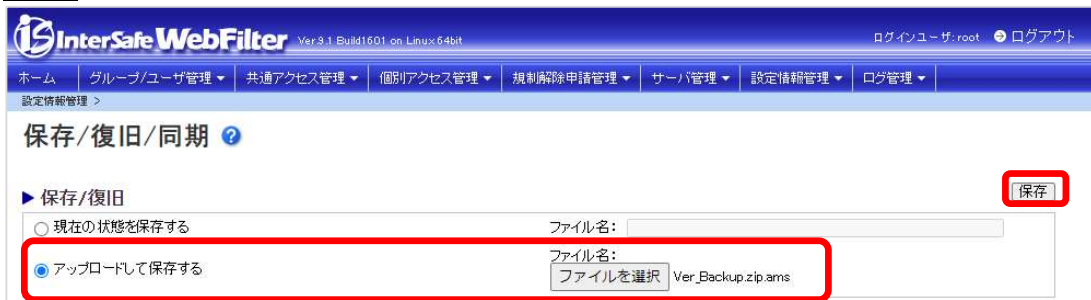 InterSafe WebFilter Ver.9.1 Build1601 on Linux64bit ログインユーザ:root ログアウト
ホーム グループ/ユーザ管理 共通アクセス管理 個別アクセス管理 規制解除申請管理 サーバ管理 設定情報管理 ログ管理
設定情報管理 >
保存/復旧/同期
保存/復旧 保存
現在の状態を保存する ファイル名:
ファイル名:
アップロードして保存する ファイルを選択 Ver_Backup.zip.ams